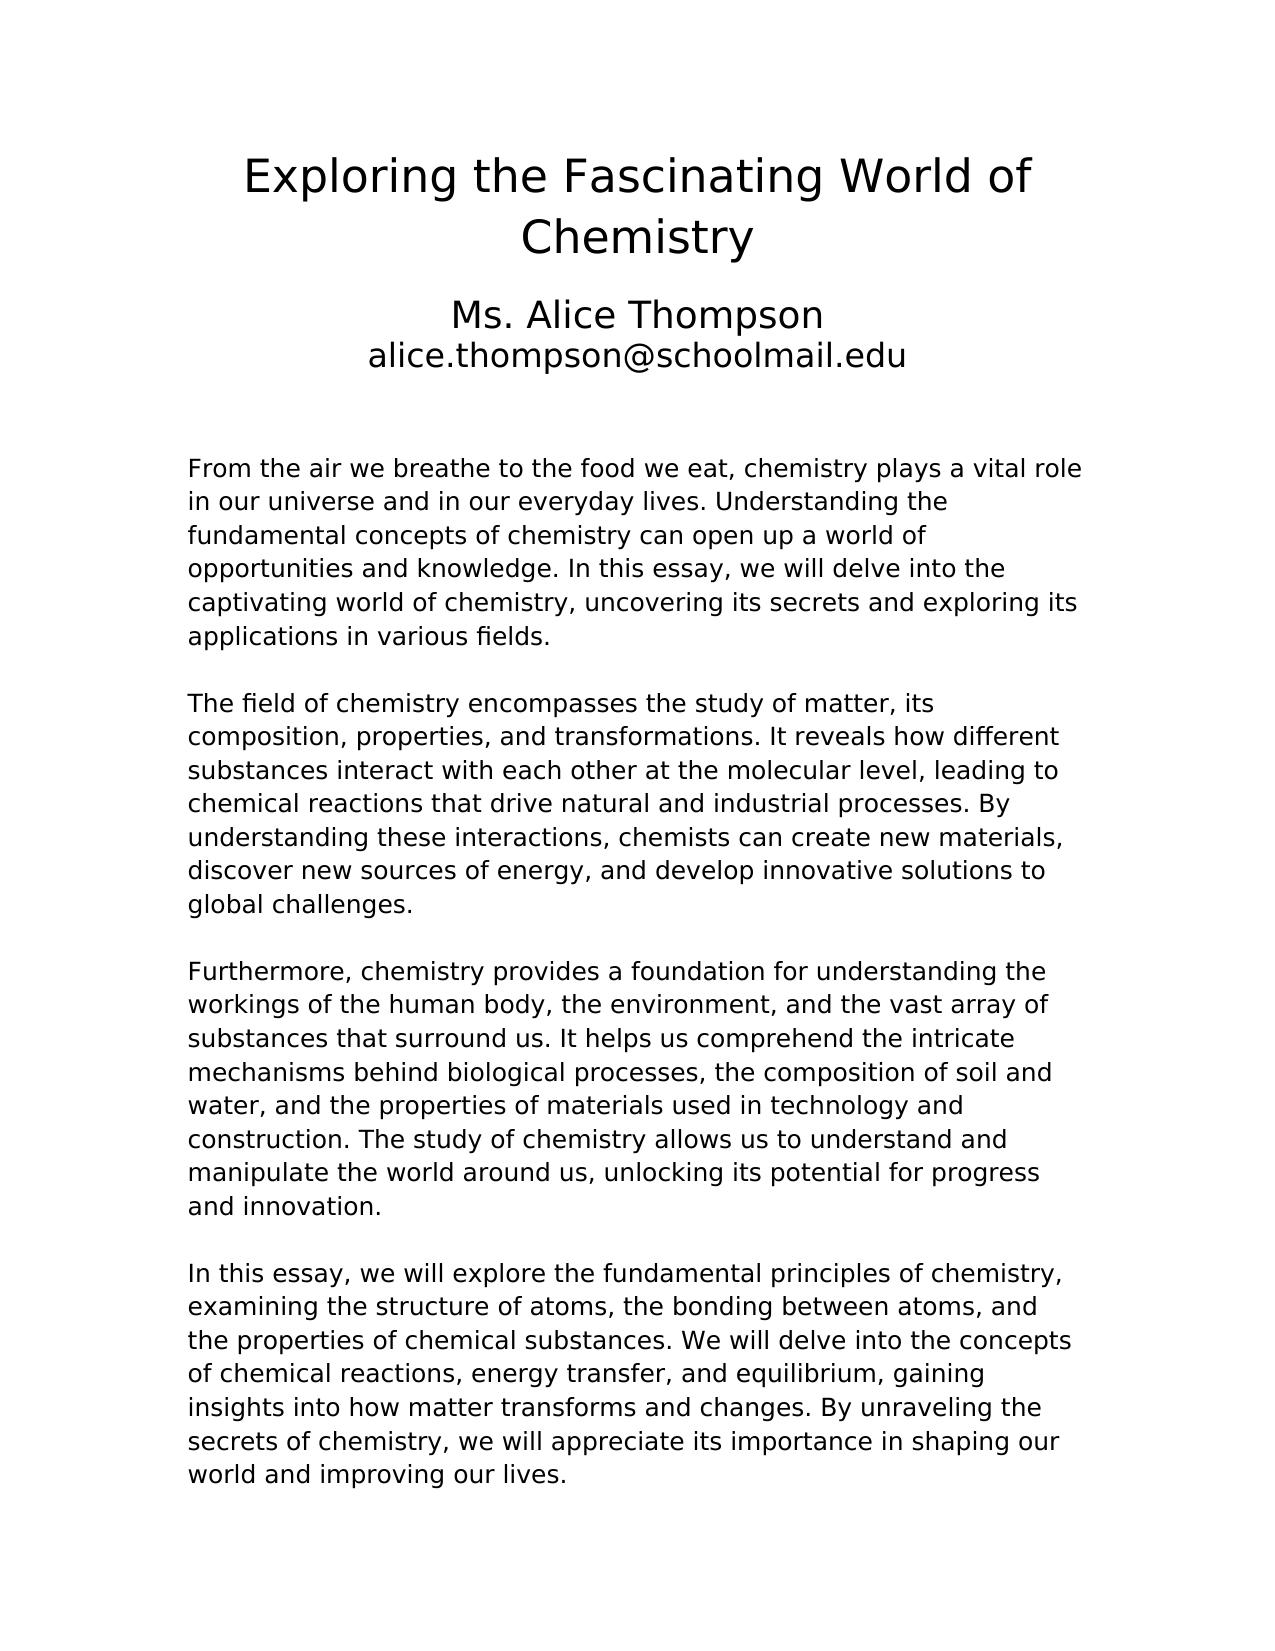 Exploring the Fascinating World of
Chemistry
Ms. Alice Thompson
alice.thompson@schoolmail.edu
From the air we breathe to the food we eat, chemistry plays a vital role
in our universe and in our everyday lives. Understanding the
fundamental concepts of chemistry can open up a world of
opportunities and knowledge. In this essay, we will delve into the
captivating world of chemistry, uncovering its secrets and exploring its
applications in various fields.
The field of chemistry encompasses the study of matter, its
composition, properties, and transformations. It reveals how different
substances interact with each other at the molecular level, leading to
chemical reactions that drive natural and industrial processes. By
understanding these interactions, chemists can create new materials,
discover new sources of energy, and develop innovative solutions to
global challenges.
Furthermore, chemistry provides a foundation for understanding the
workings of the human body, the environment, and the vast array of
substances that surround us. It helps us comprehend the intricate
mechanisms behind biological processes, the composition of soil and
water, and the properties of materials used in technology and
construction. The study of chemistry allows us to understand and
manipulate the world around us, unlocking its potential for progress
and innovation.
In this essay, we will explore the fundamental principles of chemistry,
examining the structure of atoms, the bonding between atoms, and
the properties of chemical substances. We will delve into the concepts
of chemical reactions, energy transfer, and equilibrium, gaining
insights into how matter transforms and changes. By unraveling the
secrets of chemistry, we will appreciate its importance in shaping our
world and improving our lives.